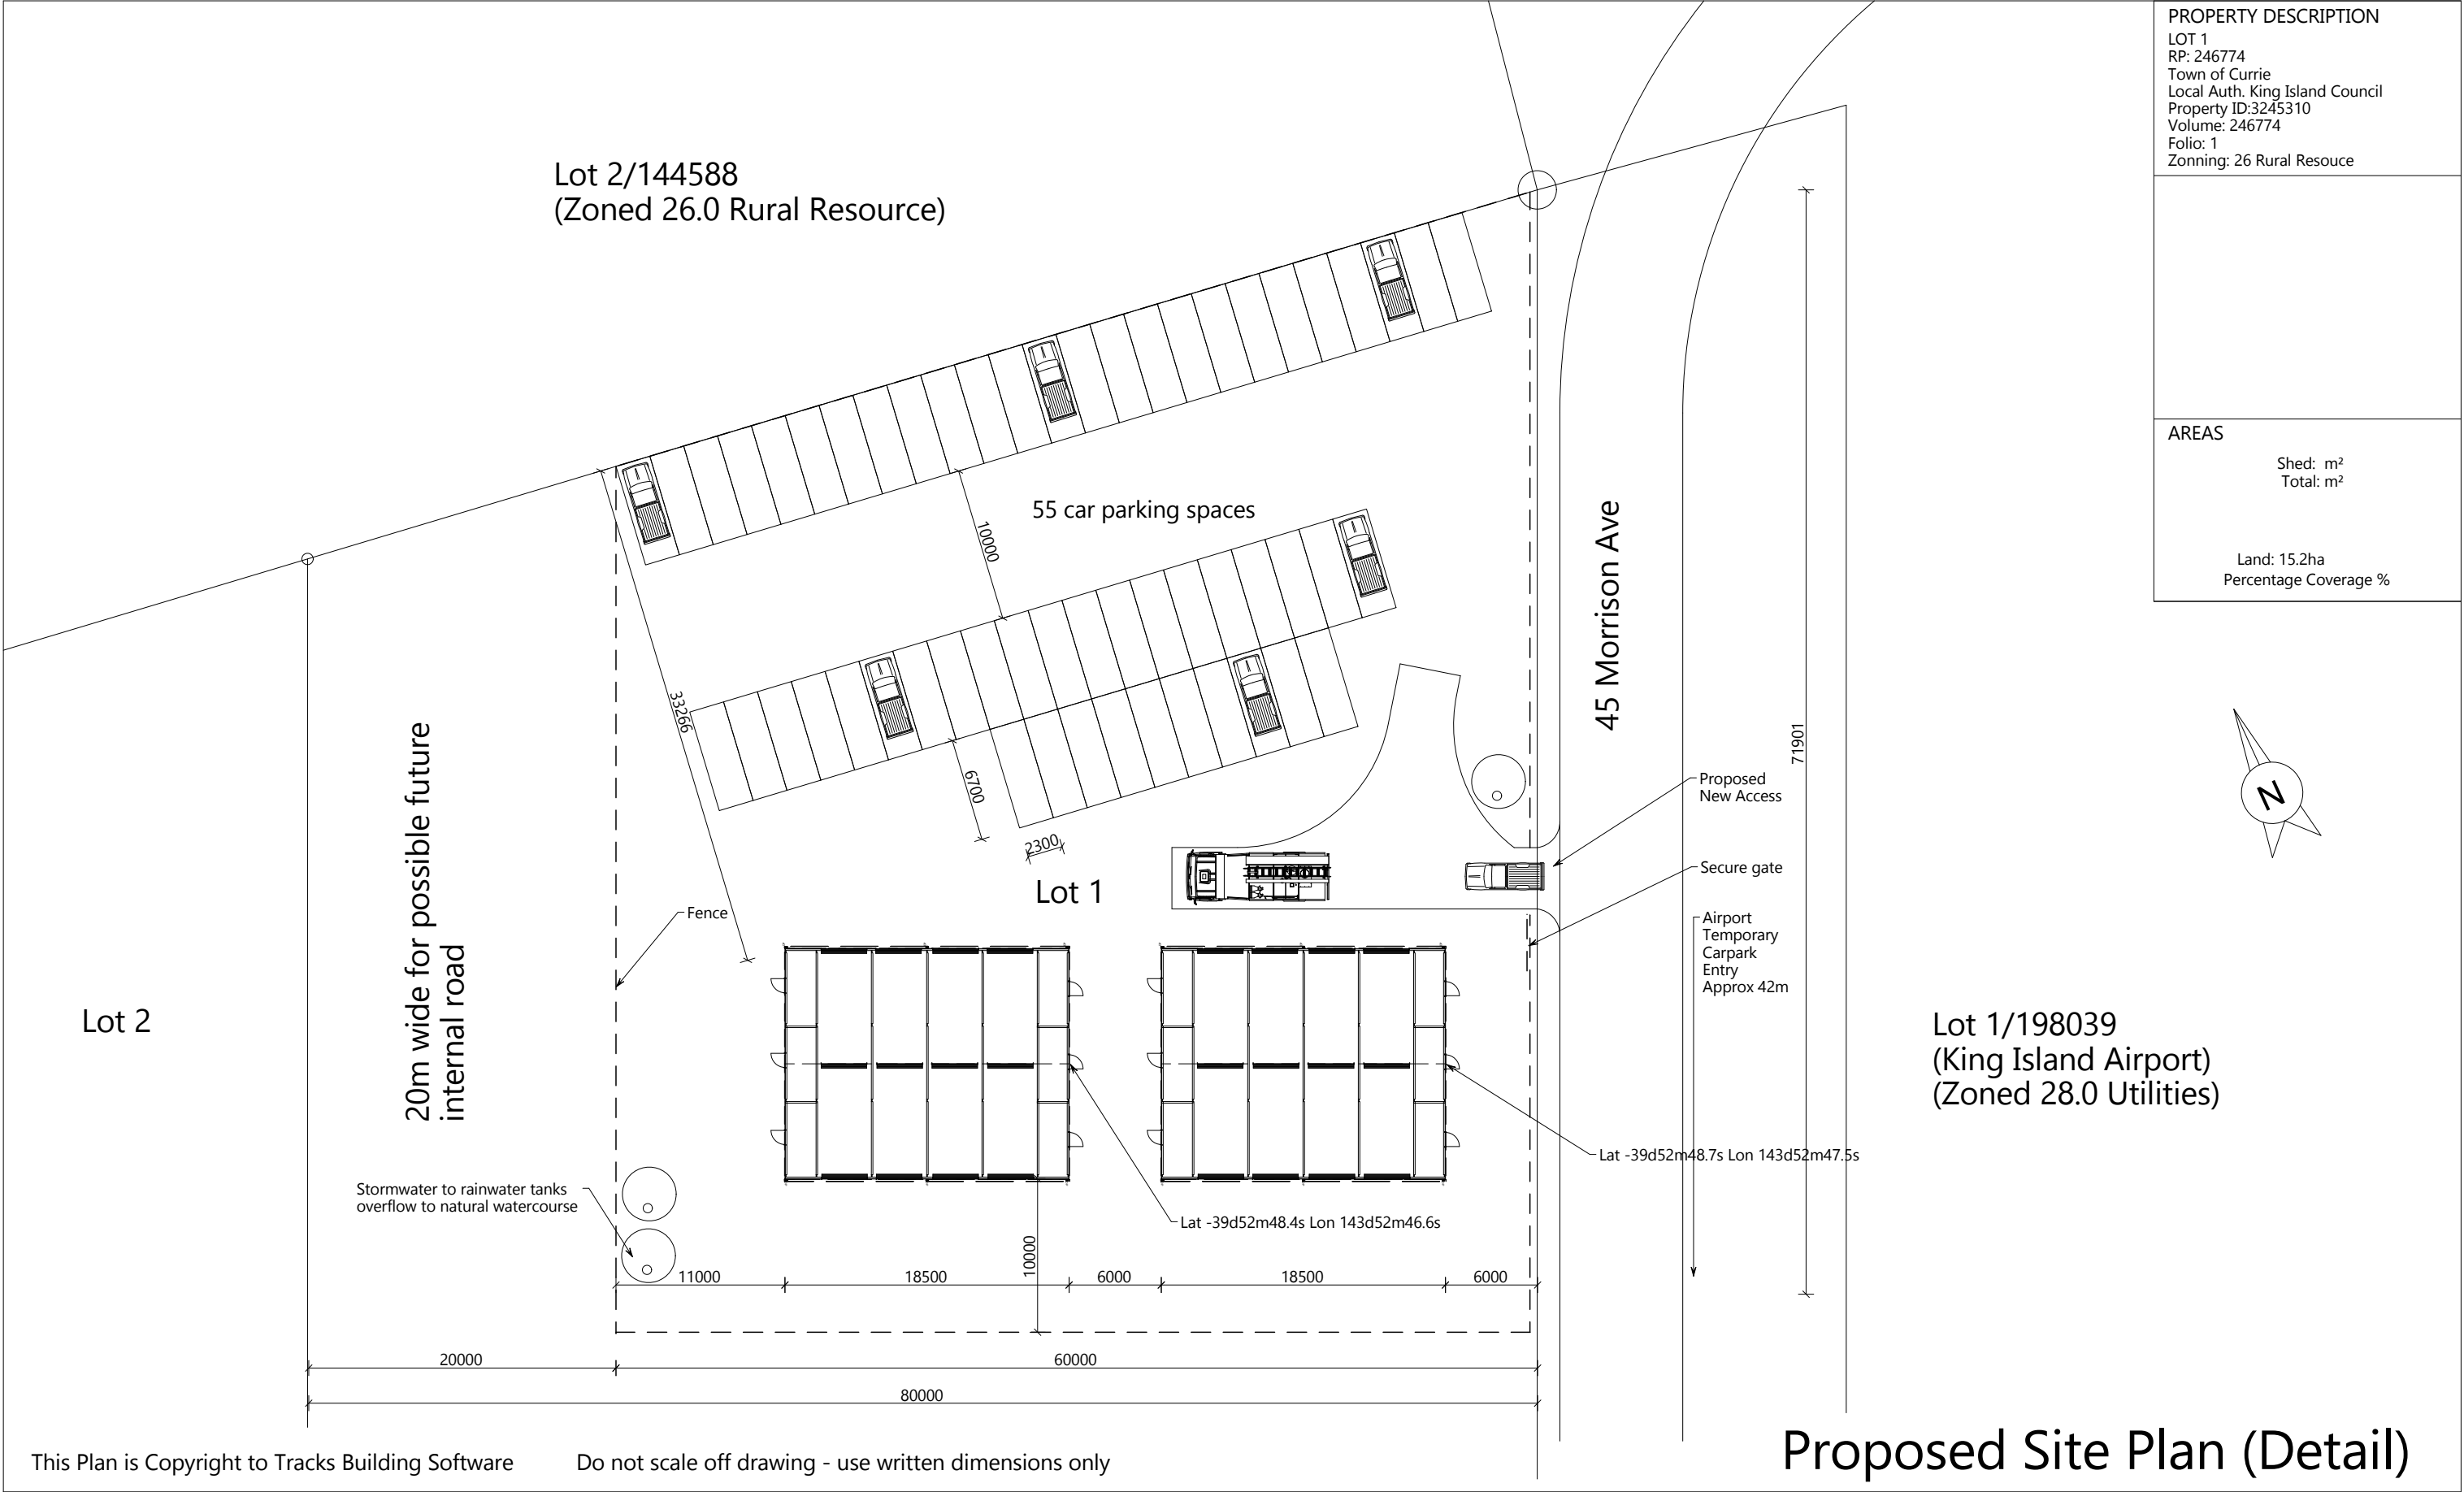 PROPERTY DESCRIPTION
LOT 1
RP: 246774
Town of Currie
Local Auth. King Island Council
Property ID:3245310
Volume: 246774
Folio: 1
Zonning: 26 Rural Resouce
AREAS
Shed: m²
Total: m²
Land: 15.2ha
Percentage Coverage %
Lot 2/144588
(Zoned 26.0 Rural Resource)
55 car parking spaces
10000
33266
6700
2300
45 Morrison Ave
71901
Proposed
New Access
Secure gate
Airport
Temporary
Carpark
Entry
Approx 42m
N
20m wide for possible future
internal road
Fence
Lot 1
Lot 2
Lot 1/198039
(King Island Airport)
(Zoned 28.0 Utilities)
Lat -39d52m48.7s Lon 143d52m47.5s
Lat -39d52m48.4s Lon 143d52m46.6s
Stormwater to rainwater tanks
overflow to natural watercourse
10000
11000
18500
6000
18500
6000
20000
60000
80000
This Plan is Copyright to Tracks Building Software
Do not scale off drawing - use written dimensions only
Proposed Site Plan (Detail)